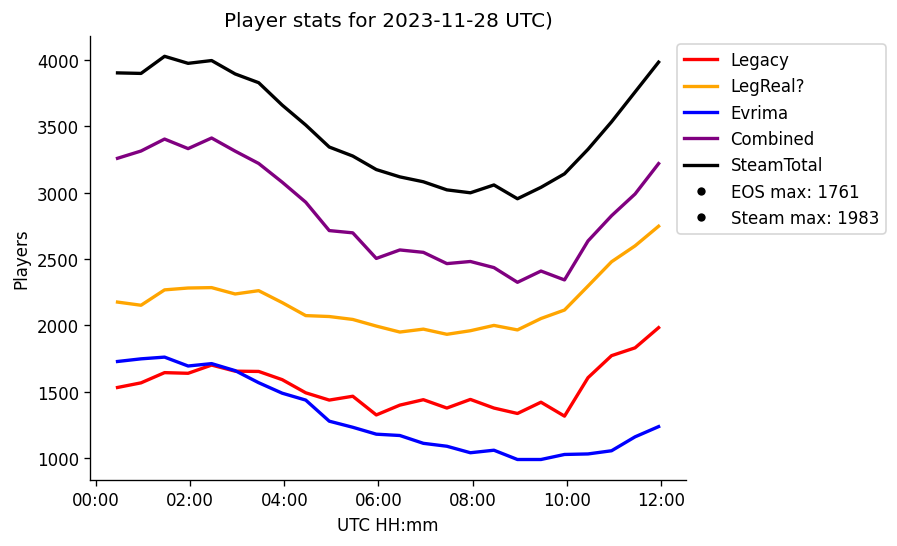 Player stats for 2023-11-28 UTC)
4000
3500
3000
2500
2000
1500
1000
Players
00:00 02:00 04:00 06:00 08:00 10:00 12:00
UTC HH:mm
Legacy
LegReal?
Evrima
Combined
SteamTotal
EOS max: 1761
Steam max: 1983